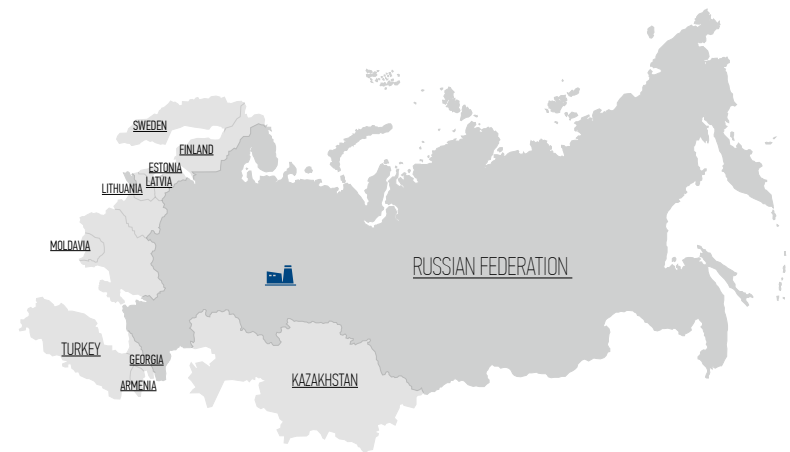 SWEDEN
FINLAND
ESTONIA
LATVIA
LITHUANIA
MOLDAVIA
RUSSIAN FEDERATION
TURKEY
GEORGIA
ARMENIA
KAZAKHSTAN